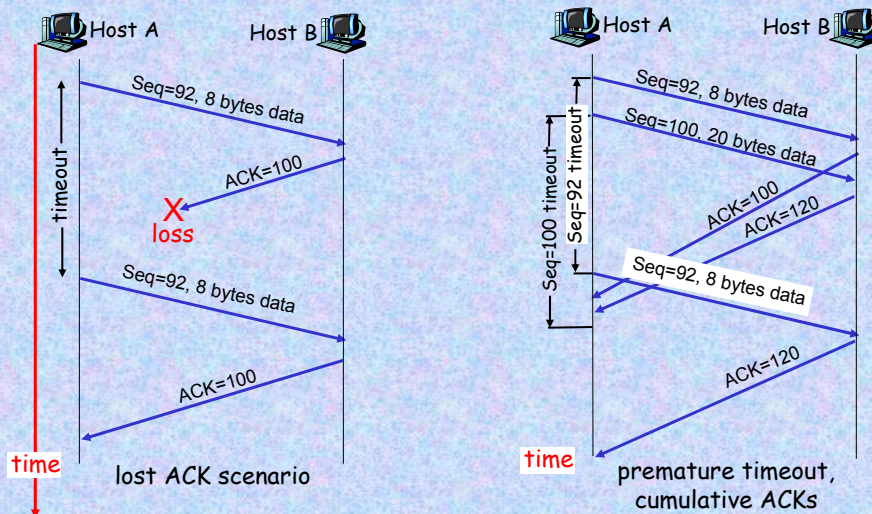 Host A
Host B
Seq=92, 8 bytes data
timeout
ACK=100
X
loss
Seq=92, 8 bytes data
ACK=100
time
lost ACK scenario
Host A
Host B
Seq=92, 8 bytes data
Seq=100, 20 bytes data
Seq=92 timeout
Seq=100 timeout
ACK=100
ACK=120
Seq=92, 8 bytes data
ACK=120
time
premature timeout,
cumulative ACKs